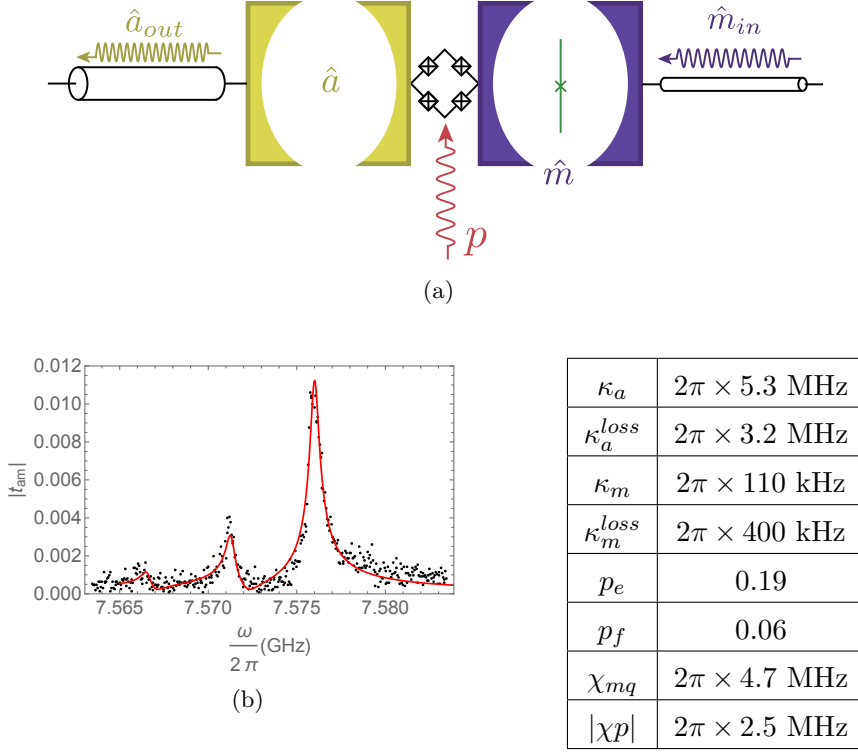 â_out m̂_in
â
m̂
p
(a)
0.012
0.010
0.008
0.006
0.004
0.002
0.000
|t_am|
7.565 7.570 7.575 7.580
ω/2π (GHz)
(b)
κ_a 2π × 5.3 MHz
κ_a^loss 2π × 3.2 MHz
κ_m 2π × 110 kHz
κ_m^loss 2π × 400 kHz
p_e 0.19
p_f 0.06
χ_mq 2π × 4.7 MHz
|χp| 2π × 2.5 MHz